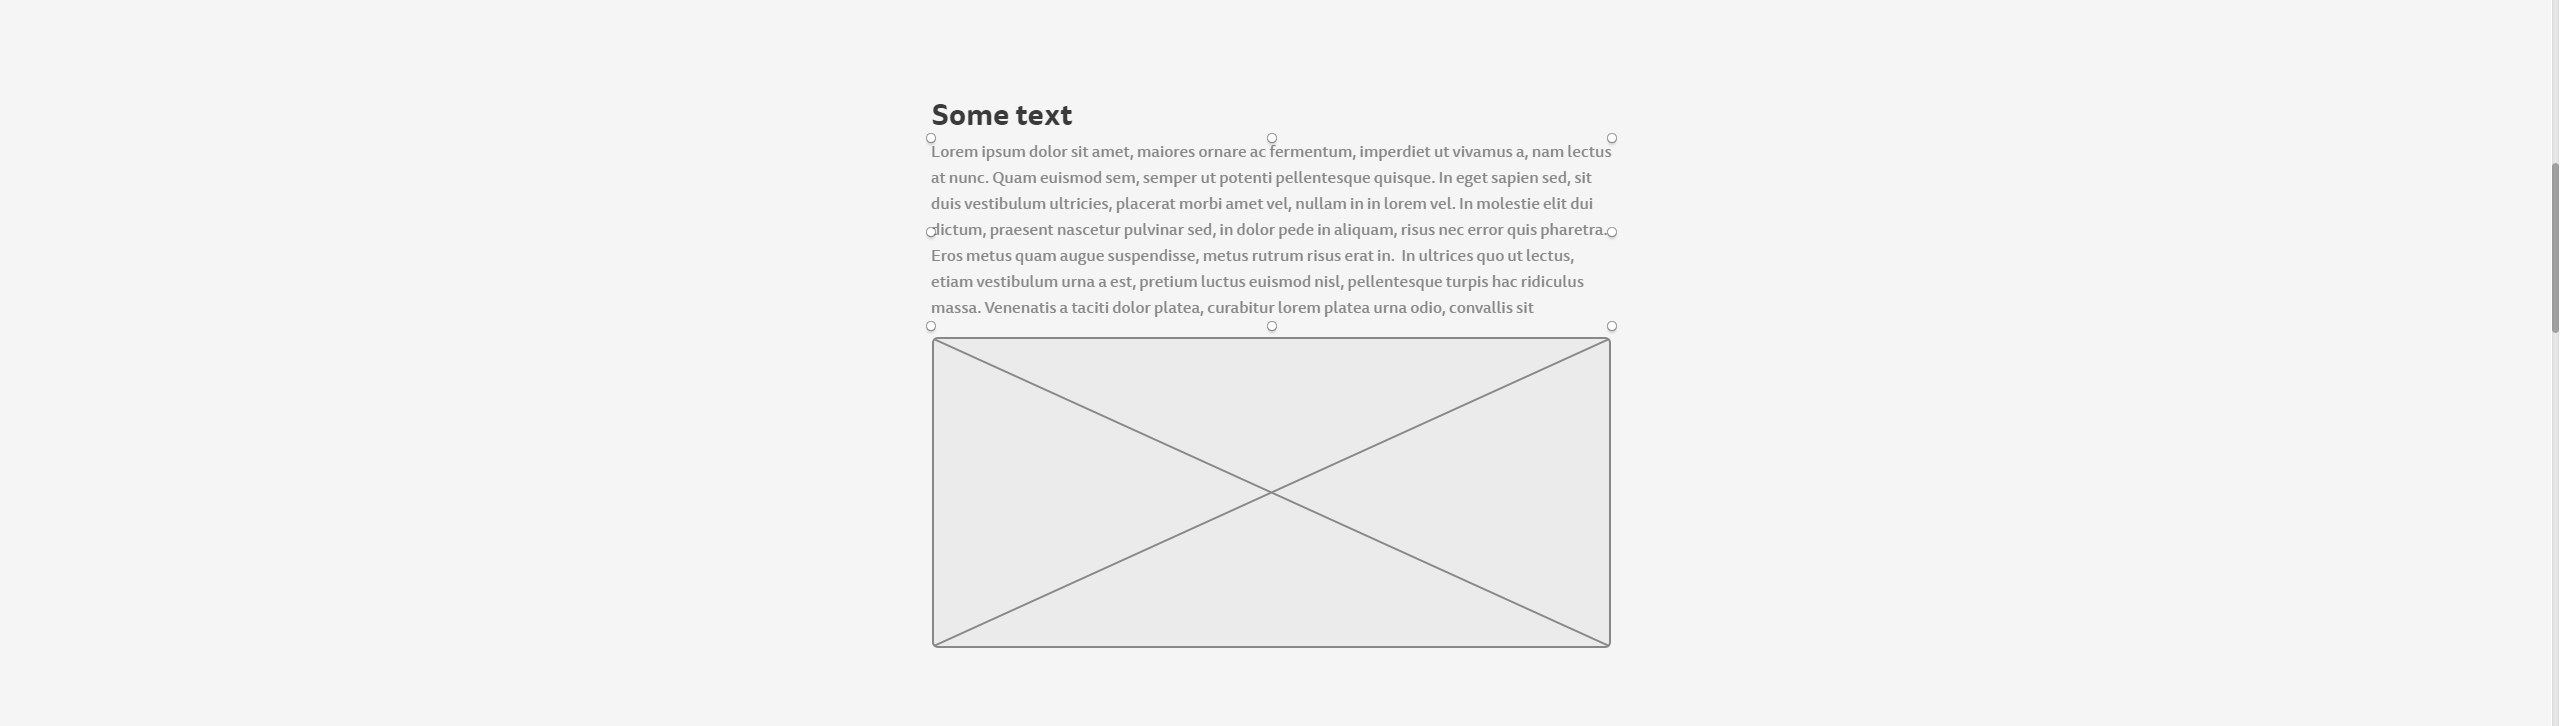 Some text
Lorem ipsum dolor sit amet, maiores ornare ac fermentum, imperdiet ut vivamus a, nam lectus
at nunc. Quam euismod sem, semper ut potenti pellentesque quisque. In eget sapien sed, sit
duis vestibulum ultricies, placerat morbi amet vel, nullam in in lorem vel. In molestie elit dui
dictum, praesent nascetur pulvinar sed, in dolor pede in aliquam, risus nec error quis pharetra.
Eros metus quam augue suspendisse, metus rutrum risus erat in.  In ultrices quo ut lectus,
etiam vestibulum urna a est, pretium luctus euismod nisl, pellentesque turpis hac ridiculus
massa. Venenatis a taciti dolor platea, curabitur lorem platea urna odio, convallis sit